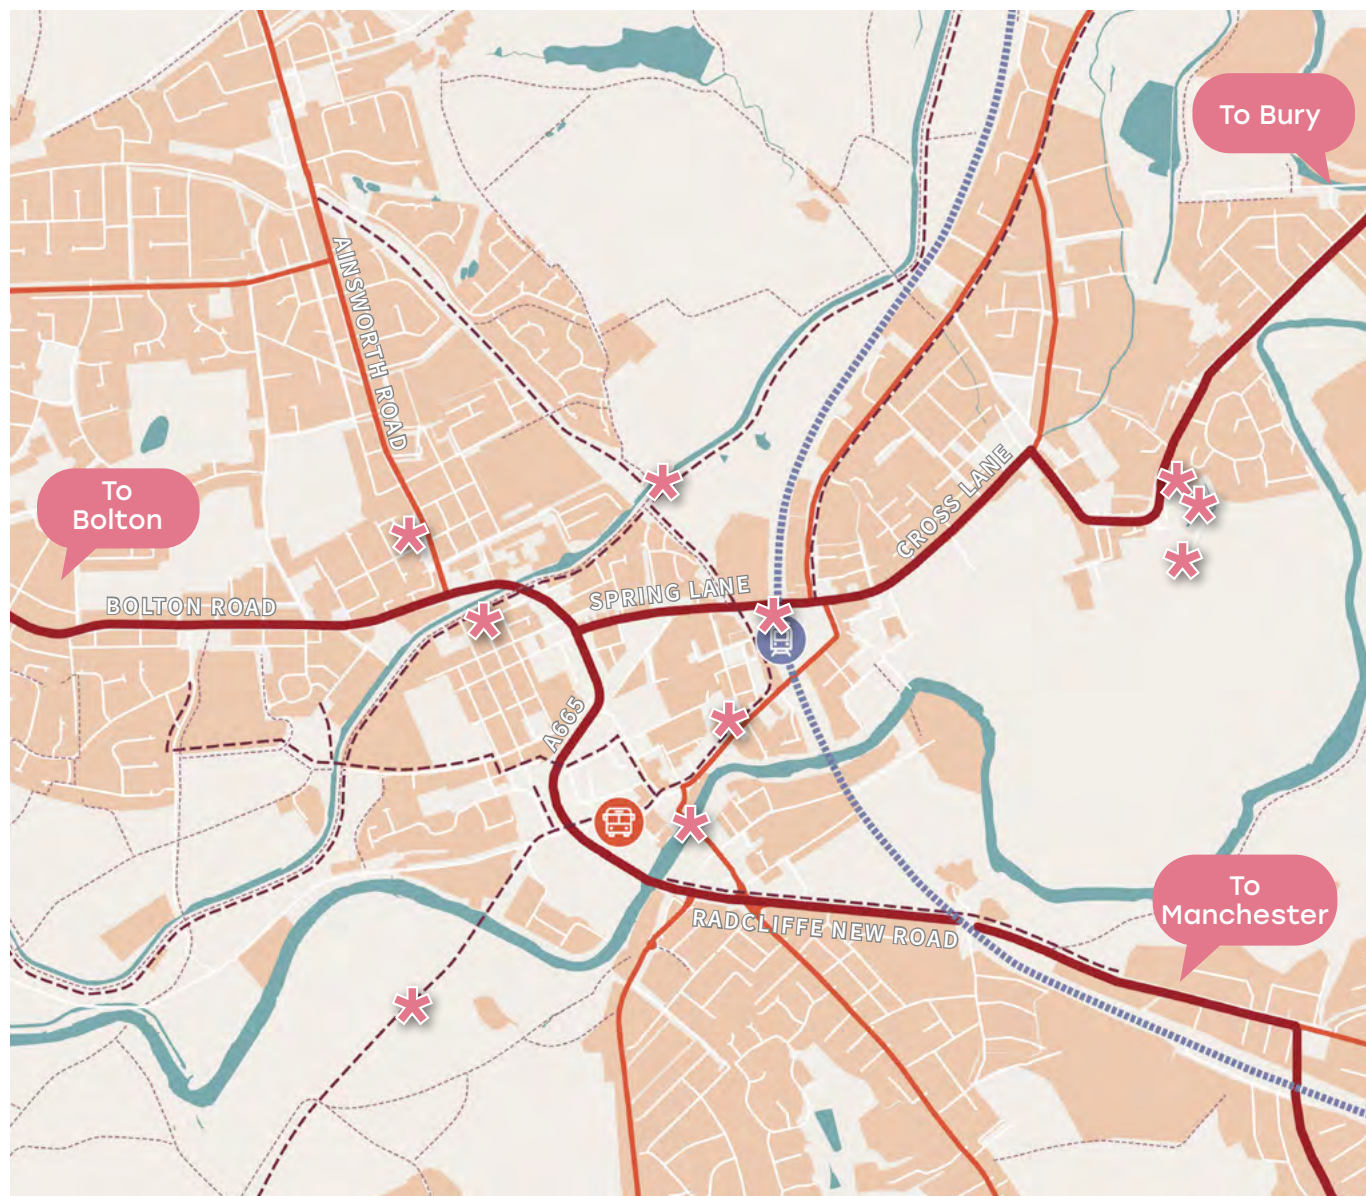 To Bury
AINSWORTH ROAD
CROSS LANE
To
Bolton
SPRING LANE
BOLTON ROAD
A665
To
Manchester
RADCLIFFE NEW ROAD